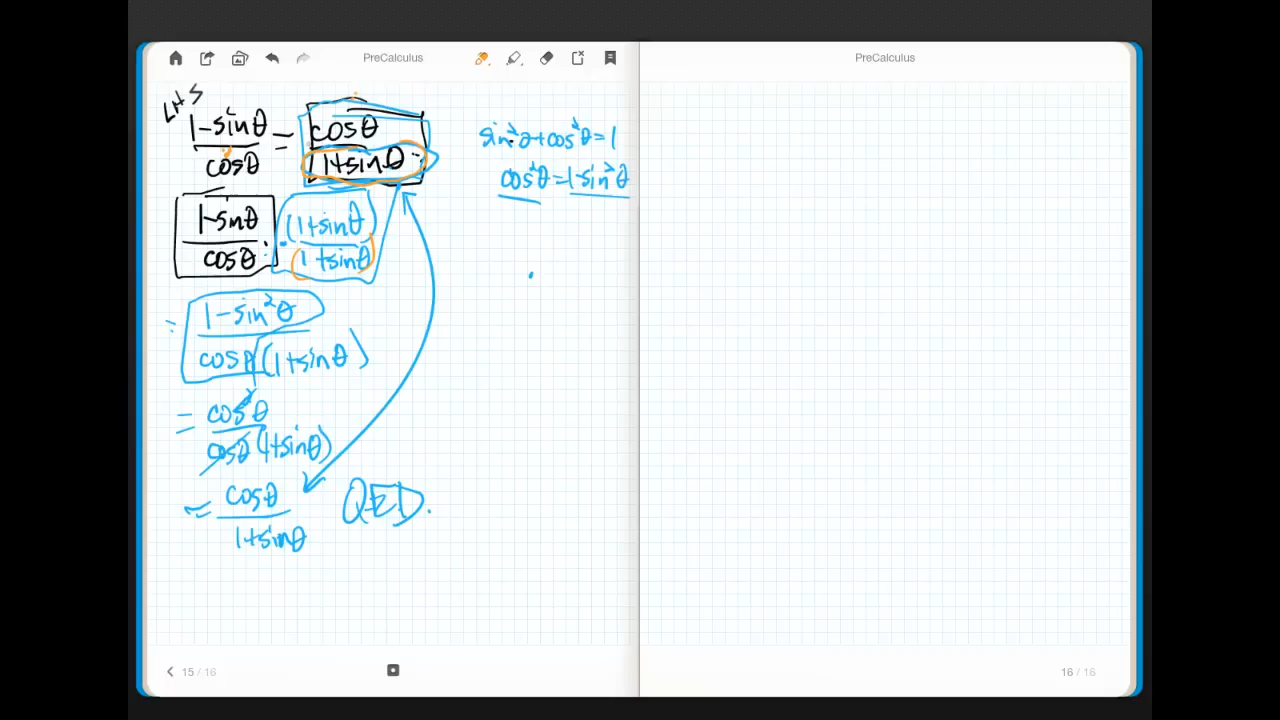 PreCalculus
PreCalculus
LHS
1-sinθ/cosθ = cosθ/1+sinθ
sin²θ+cos²θ=1
cos²θ=1-sin²θ
1-sinθ/cosθ · (1+sinθ)/(1+sinθ)
= 1-sin²θ/cosθ(1+sinθ)
= cos²θ/cosθ(1+sinθ)
= cosθ/1+sinθ
QED.
15 / 16
16 / 16